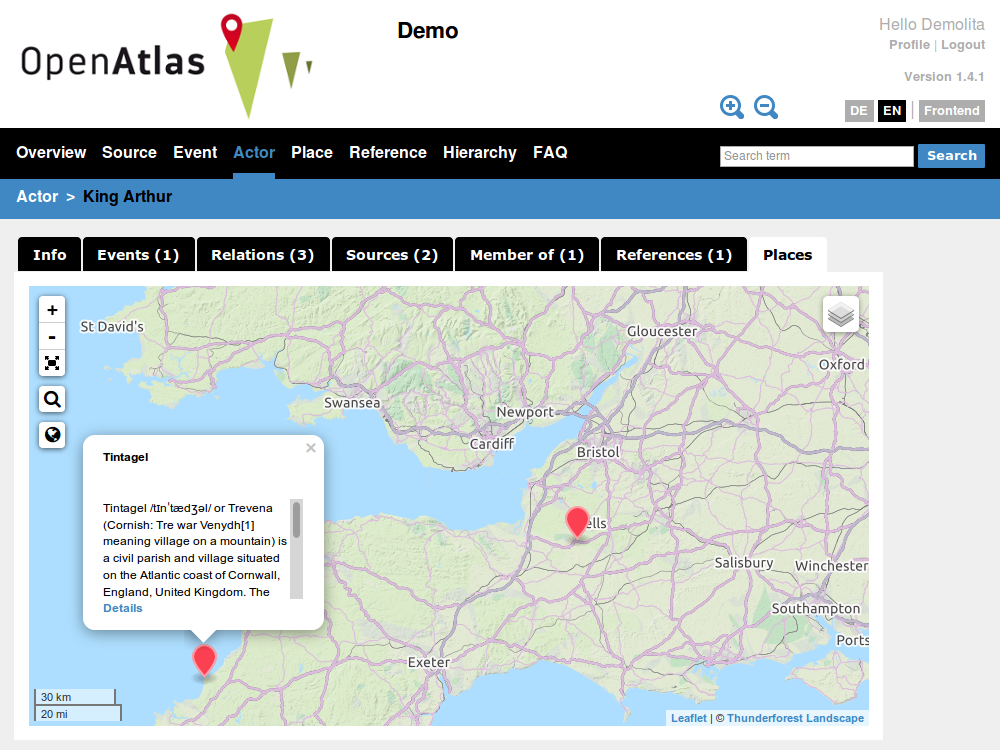 OpenAtlas
Demo
Hello Demolita
Profile | Logout
Version 1.4.1
DE EN | Frontend
Overview Source Event Actor Place Reference Hierarchy FAQ
Search term Search
Actor > King Arthur
Info Events (1) Relations (3) Sources (2) Member of (1) References (1) Places
+
-
St David's
Gloucester
Oxford
Swansea
Newport
Cardiff
Bristol
Tintagel
×
Tintagel /tɪnˈtædʒəl/ or Trevena
(Cornish: Tre war Venydh[1]
meaning village on a mountain) is
a civil parish and village situated
on the Atlantic coast of Cornwall,
England, United Kingdom. The
Details
ells
Salisbury
Winchester
Southampton
Ports
Exeter
30 km
20 mi
Leaflet | © Thunderforest Landscape